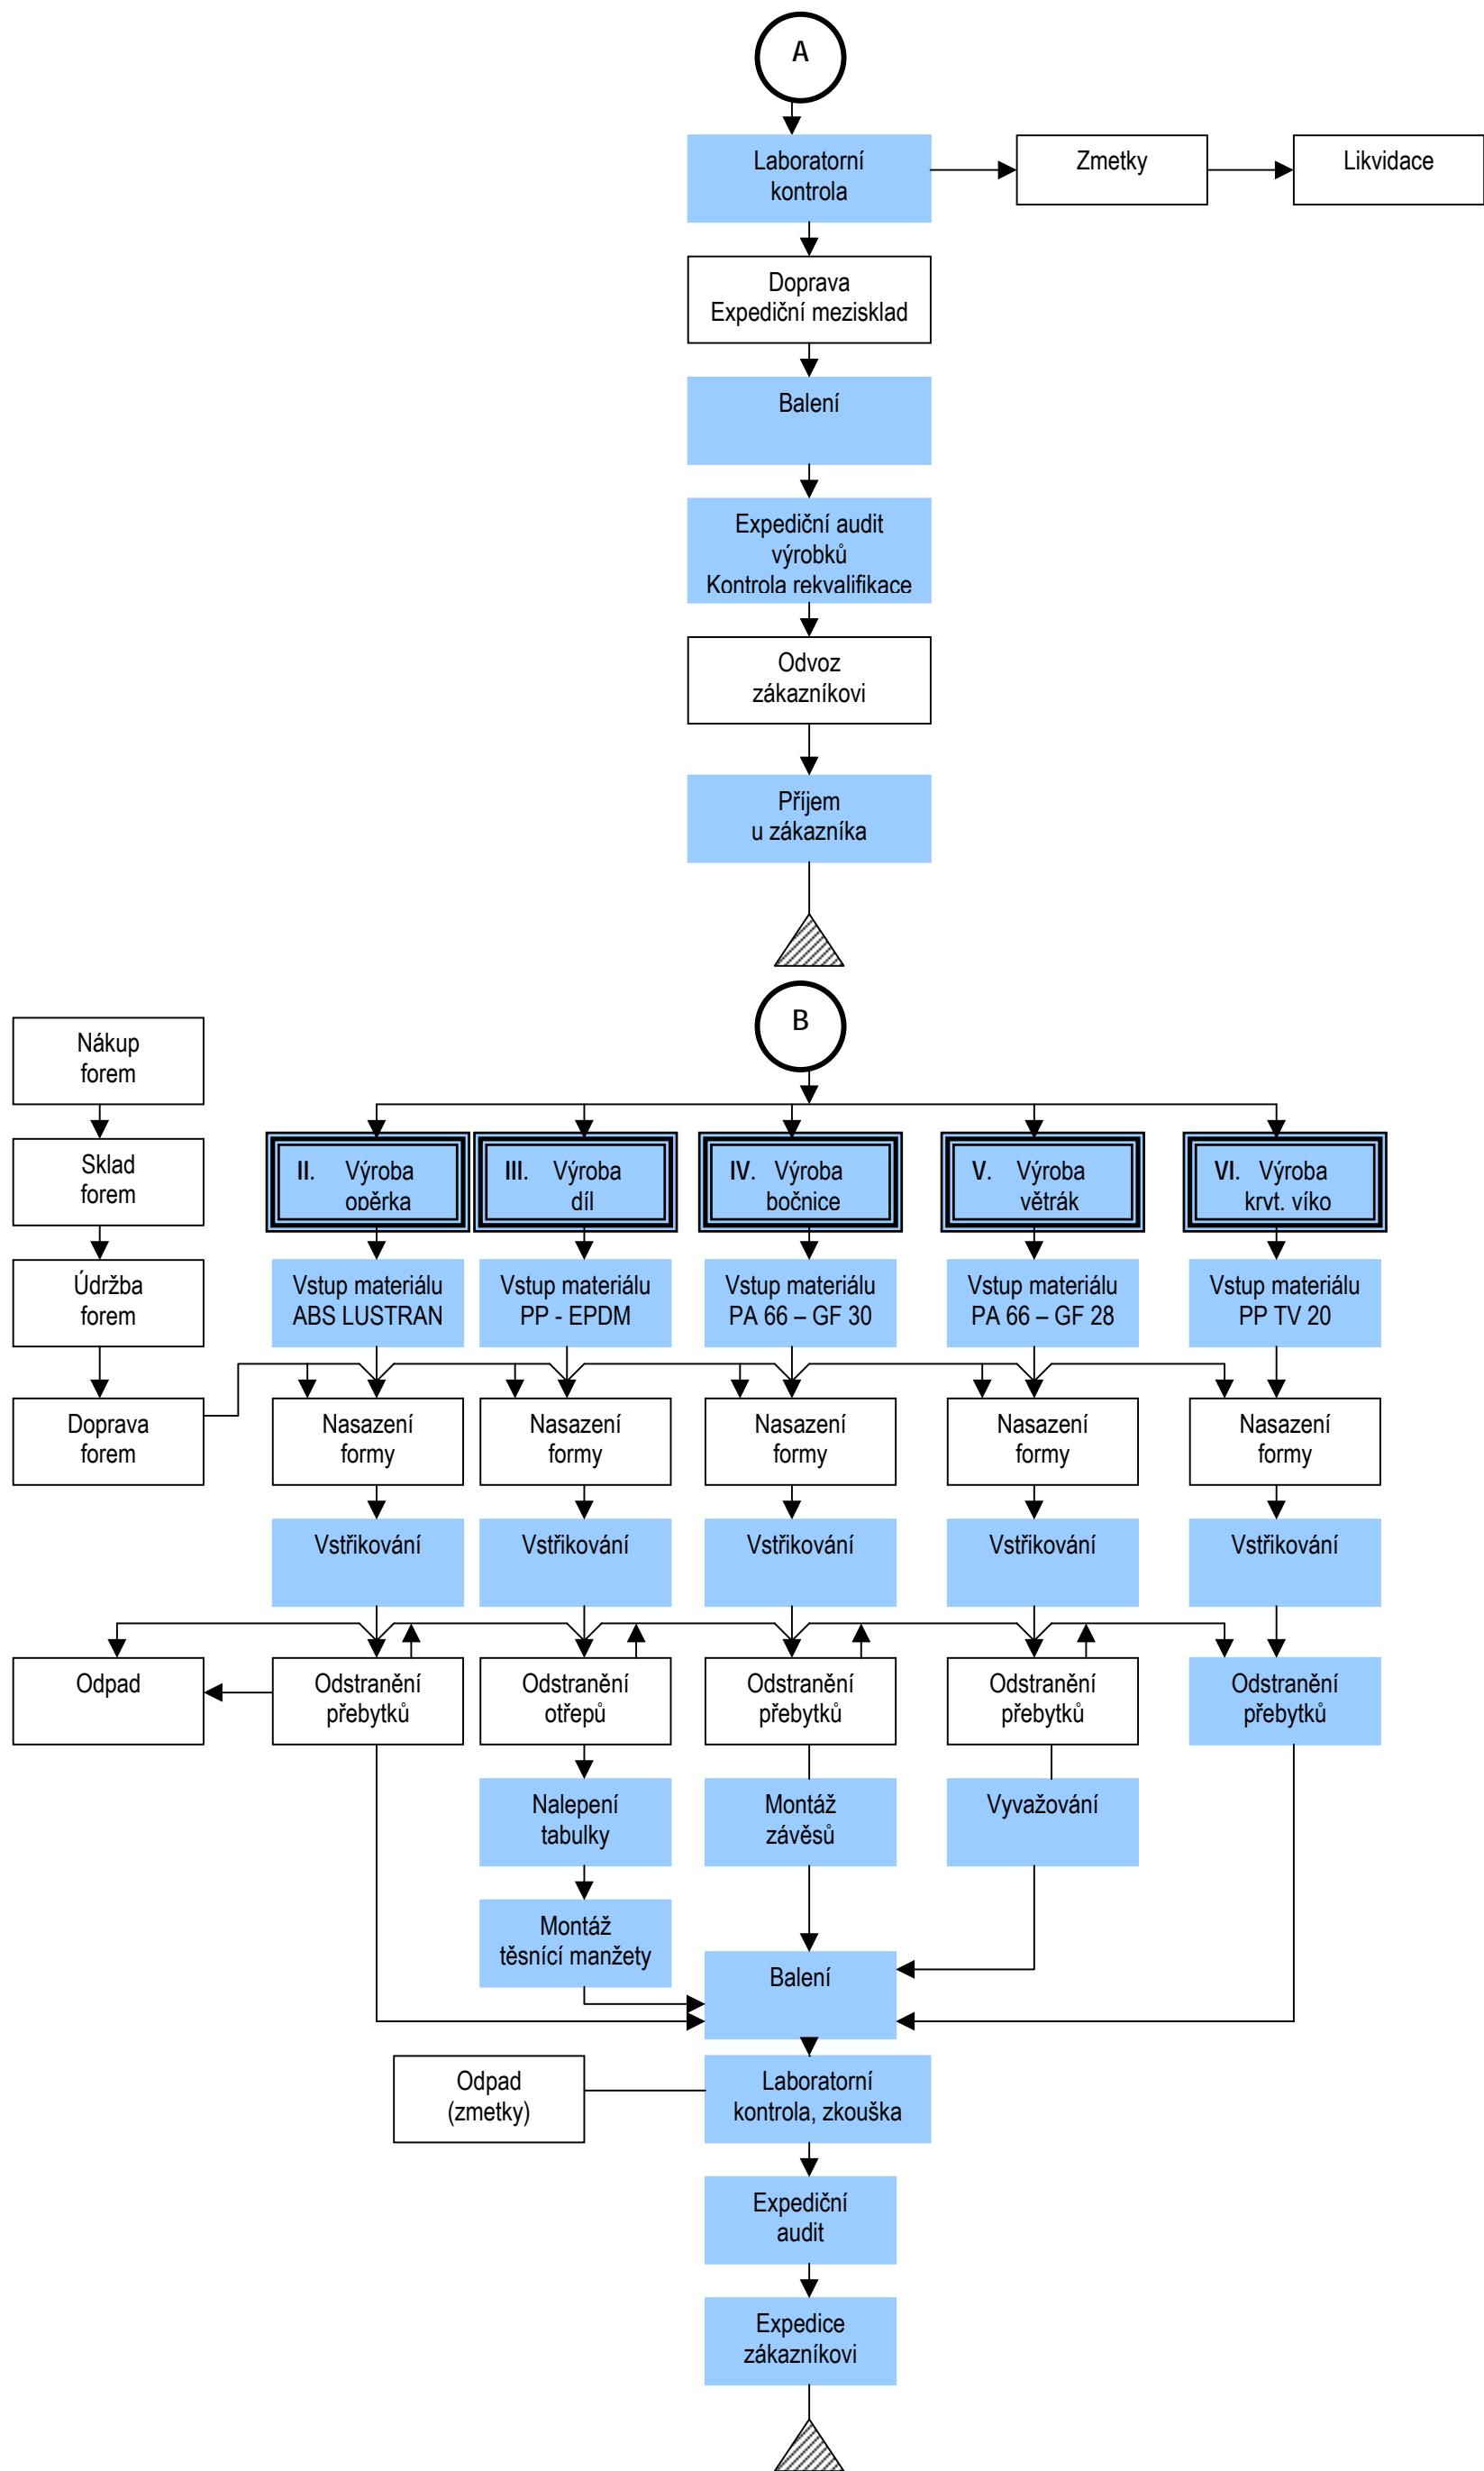 A
Laboratorní
kontrola
Zmetky
Likvidace
Doprava
Expediční mezisklad
Balení
Expediční audit
výrobků
Kontrola rekvalifikace
Odvoz
zákazníkovi
Příjem
u zákazníka
B
Nákup
forem
Sklad
forem
II. Výroba
opěrka
III. Výroba
díl
IV. Výroba
bočnice
V. Výroba
větrák
VI. Výroba
krvt. víko
Údržba
forem
Vstup materiálu
ABS LUSTRAN
Vstup materiálu
PP - EPDM
Vstup materiálu
PA 66 – GF 30
Vstup materiálu
PA 66 – GF 28
Vstup materiálu
PP TV 20
Doprava
forem
Nasazení
formy
Nasazení
formy
Nasazení
formy
Nasazení
formy
Nasazení
formy
Vstřikování
Vstřikování
Vstřikování
Vstřikování
Vstřikování
Odpad
Odstranění
přebytků
Odstranění
otřepů
Odstranění
přebytků
Odstranění
přebytků
Odstranění
přebytků
Nalepení
tabulky
Montáž
závěsů
Vyvažování
Montáž
těsnící manžety
Balení
Odpad
(zmetky)
Laboratorní
kontrola, zkouška
Expediční
audit
Expedice
zákazníkovi